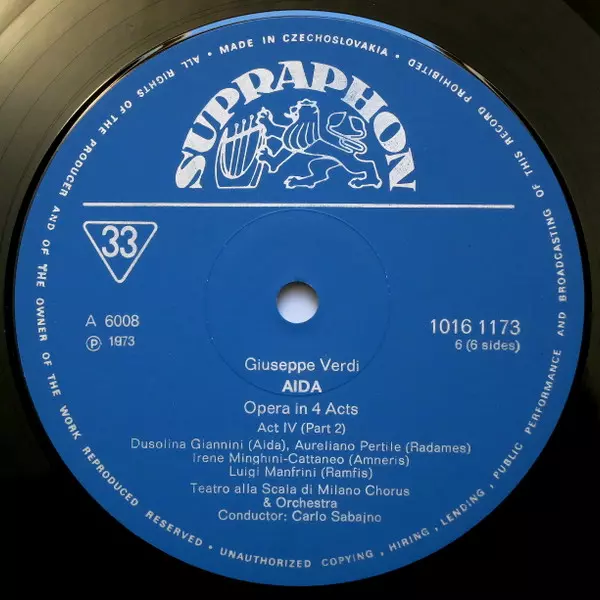 • MADE IN CZECHOSLOVAKIA • ALL RIGHTS OF THE PRODUCER AND OF THE OWNER OF THE WORK REPRODUCED RESERVED • UNAUTHORIZED COPYING, HIRING, LENDING, PUBLIC PERFORMANCE AND BROADCASTING OF THIS RECORD PROHIBITED
SUPRAPHON
33
A 6008
℗ 1973
1016 1173
6 (6 sides)
Giuseppe Verdi
AIDA
Opera in 4 Acts
Act IV (Part 2)
Dusolina Giannini (Aida), Aureliano Pertile (Radames)
Irene Minghini-Cattaneo (Amneris)
Luigi Manfrini (Ramfis)
Teatro alla Scala di Milano Chorus
& Orchestra
Conductor: Carlo Sabajno